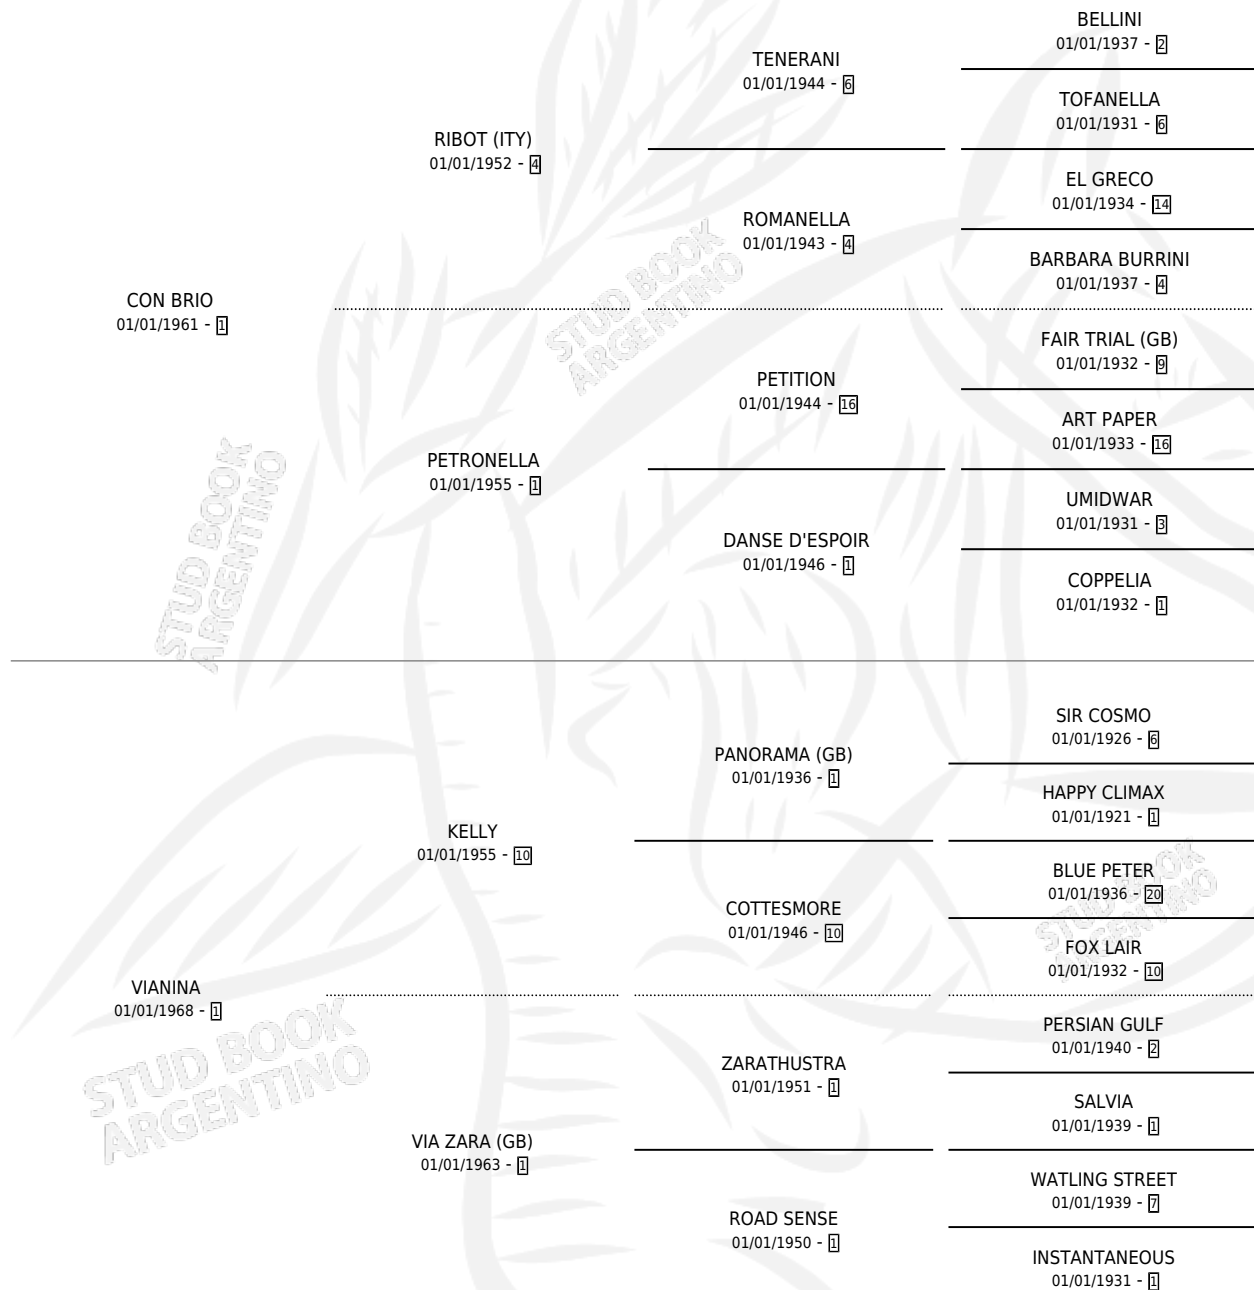 BELLINI
01/01/1937 - 2
TENERANI
01/01/1944 - 6
TOFANELLA
01/01/1931 - 6
RIBOT (ITY)
01/01/1952 - 4
EL GRECO
01/01/1934 - 14
ROMANELLA
01/01/1943 - 4
BARBARA BURRINI
01/01/1937 - 4
CON BRIO
01/01/1961 - 1
FAIR TRIAL (GB)
01/01/1932 - 9
PETITION
01/01/1944 - 16
ART PAPER
01/01/1933 - 16
PETRONELLA
01/01/1955 - 1
UMIDWAR
01/01/1931 - 3
DANSE D'ESPOIR
01/01/1946 - 1
COPPELIA
01/01/1932 - 1
SIR COSMO
01/01/1926 - 6
PANORAMA (GB)
01/01/1936 - 1
HAPPY CLIMAX
01/01/1921 - 1
KELLY
01/01/1955 - 10
BLUE PETER
01/01/1936 - 20
COTTESMORE
01/01/1946 - 10
FOX LAIR
01/01/1932 - 10
VIANINA
01/01/1968 - 1
PERSIAN GULF
01/01/1940 - 2
ZARATHUSTRA
01/01/1951 - 1
SALVIA
01/01/1939 - 1
VIA ZARA (GB)
01/01/1963 - 1
WATLING STREET
01/01/1939 - 7
ROAD SENSE
01/01/1950 - 1
INSTANTANEOUS
01/01/1931 - 1
STUD BOOK
ARGENTINO
STUD BOOK
ARGENTINO
STUD BOOK
ARGENTINO
STUD BOOK
ARGENTINO